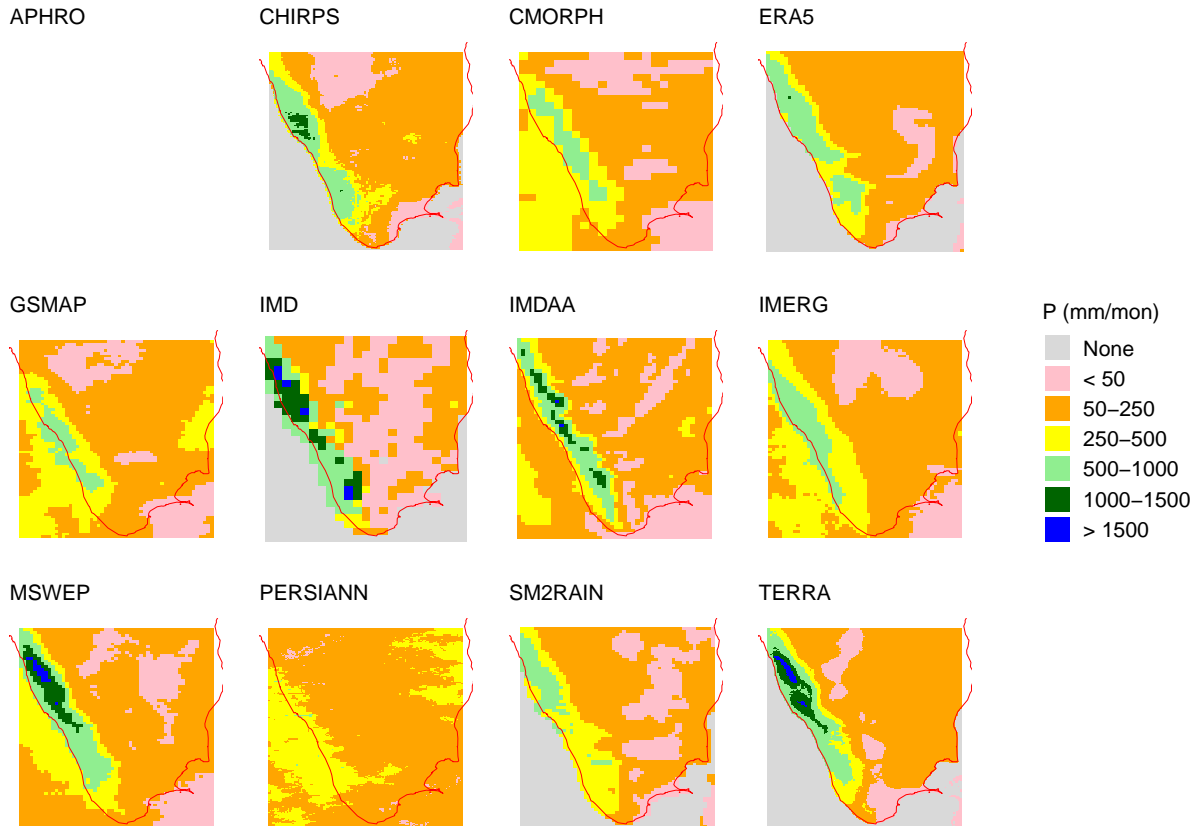 APHRO CHIRPS CMORPH ERA5
GSMAP IMD IMDAA IMERG
P (mm/mon)
None
< 50
50−250
250−500
500−1000
1000−1500
> 1500
MSWEP PERSIANN SM2RAIN TERRA